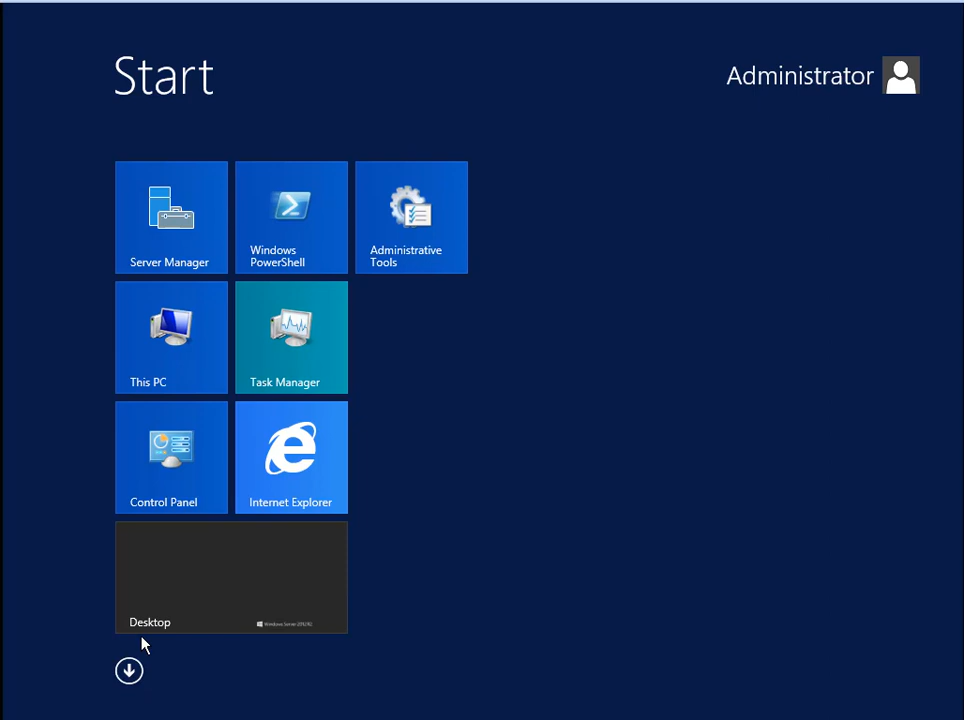 Start
Administrator
Server Manager
Windows
PowerShell
Administrative
Tools
This PC
Task Manager
Control Panel
Internet Explorer
Desktop